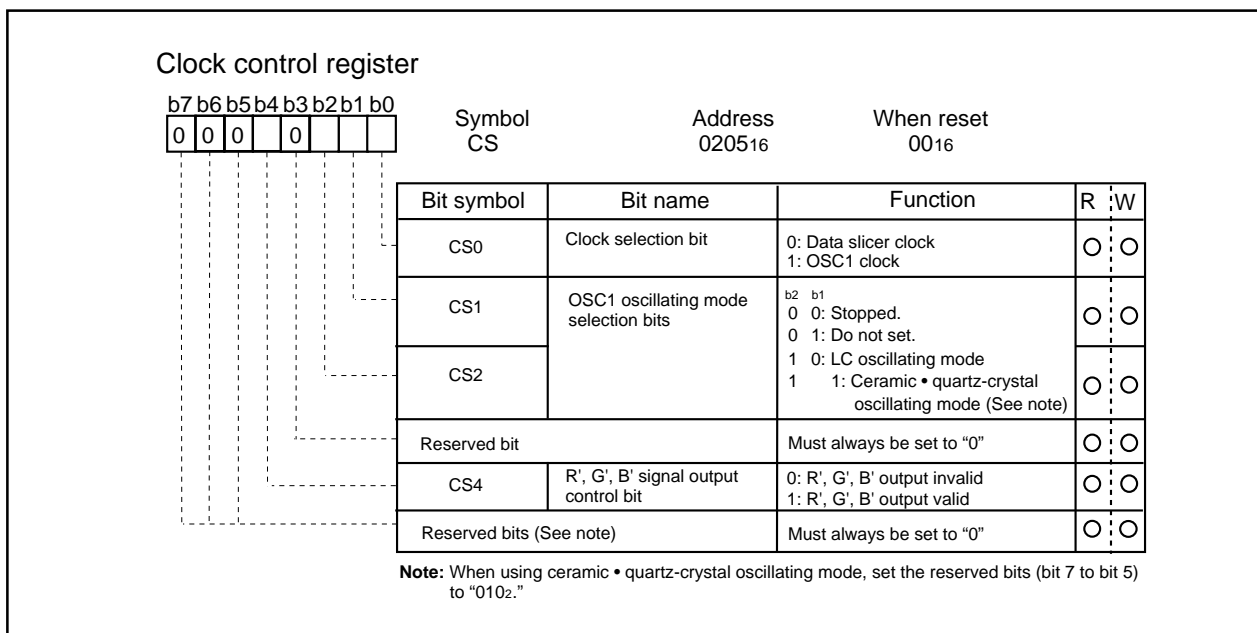 Clock control register
b7 b6 b5 b4 b3 b2 b1 b0
0 0 0 0
Symbol Address When reset
CS 020516 0016
Bit symbol Bit name Function R W
CS0 Clock selection bit 0: Data slicer clock
1: OSC1 clock
CS1 OSC1 oscillating mode
selection bits
b2 b1
0 0: Stopped.
0 1: Do not set.
CS2 1 0: LC oscillating mode
1 1: Ceramic • quartz-crystal
oscillating mode (See note)
Reserved bit Must always be set to “0”
CS4 R', G', B' signal output
control bit
0: R', G', B' output invalid
1: R', G', B' output valid
Reserved bits (See note) Must always be set to “0”
Note: When using ceramic • quartz-crystal oscillating mode, set the reserved bits (bit 7 to bit 5)
to “0102.”